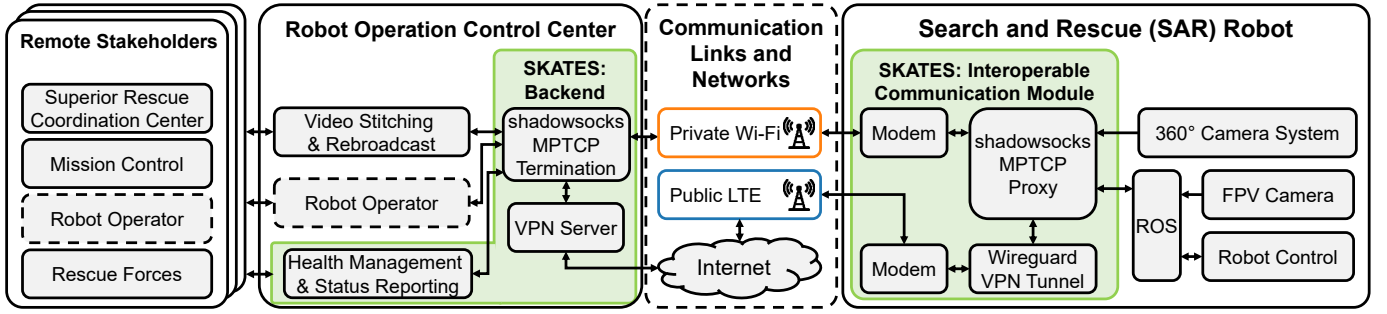 Remote Stakeholders
Superior Rescue
Coordination Center
Mission Control
Robot Operator
Rescue Forces
Robot Operation Control Center
SKATES:
Backend
Video Stitching
& Rebroadcast
Robot Operator
Health Management
& Status Reporting
shadowsocks
MPTCP
Termination
VPN Server
Communication
Links and
Networks
Private Wi-Fi
Public LTE
Internet
Search and Rescue (SAR) Robot
SKATES: Interoperable
Communication Module
Modem
shadowsocks
MPTCP
Proxy
Modem
Wireguard
VPN Tunnel
360° Camera System
ROS
FPV Camera
Robot Control